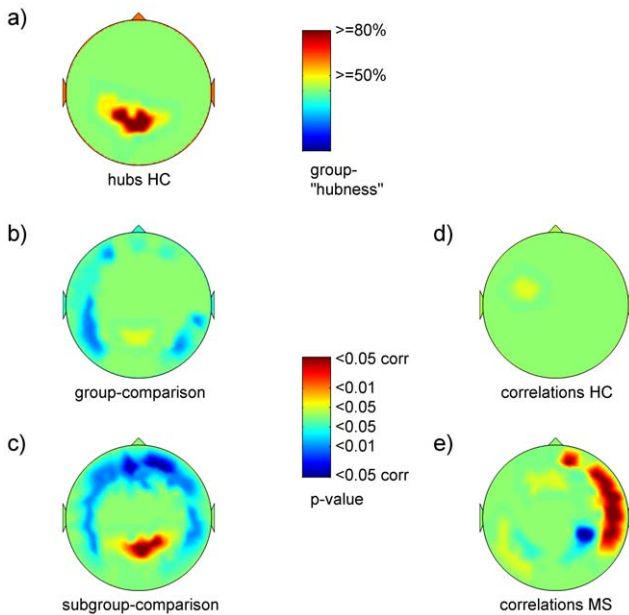 a)
>=80%
>=50%
hubs HC
group-
"hubness"
b)
d)
<0.05 corr
<0.01
<0.05
<0.05
<0.01
<0.05 corr
p-value
group-comparison
correlations HC
c)
e)
subgroup-comparison
correlations MS